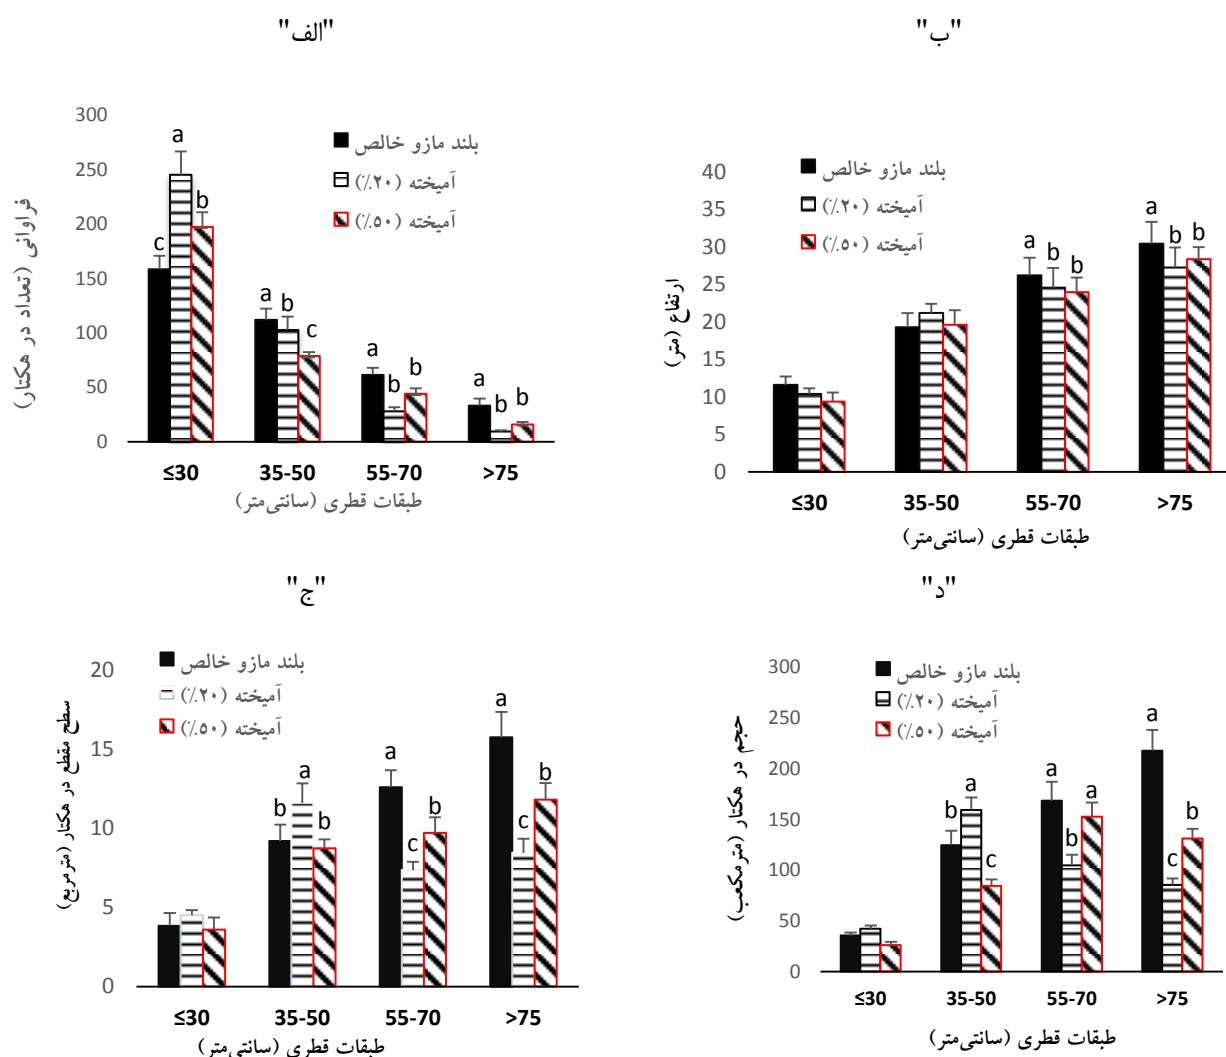 "الف"
300
250
200
150
100
50
0
فراوانی (تعداد در هکتار)
بلند مازو خالص
آمیخته (۲۰٪)
آمیخته (۵۰٪)
c a b
a b c
a b b
a b b
≤30 35-50 55-70 >75
طبقات قطری (سانتی‌متر)
"ب"
40
35
30
25
20
15
10
5
0
ارتفاع (متر)
بلند مازو خالص
آمیخته (۲۰٪)
آمیخته (۵۰٪)
a b b
a b b
≤30 35-50 55-70 >75
طبقات قطری (سانتی‌متر)
"ج"
20
15
10
5
0
سطح مقطع در هکتار (مترمربع)
بلند مازو خالص
آمیخته (۲۰٪)
آمیخته (۵۰٪)
b a b
a c b
a c b
≤30 35-50 55-70 >75
طبقات قطری (سانتی‌متر)
"د"
300
250
200
150
100
50
0
حجم در هکتار (مترمکعب)
بلند مازو خالص
آمیخته (۲۰٪)
آمیخته (۵۰٪)
b a c
a b a
a c b
≤30 35-50 55-70 >75
طبقات قطری (سانتی‌متر)